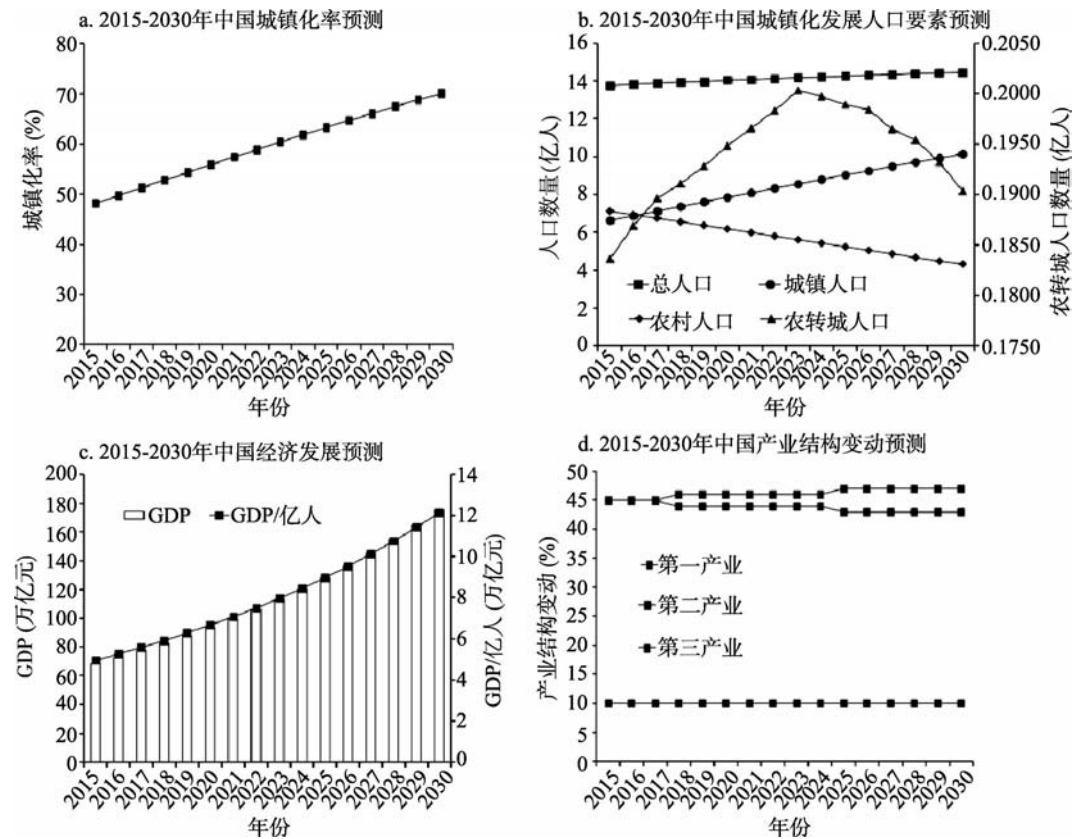 a. 2015-2030年中国城镇化率预测
80
70
60
50
40
30
20
城镇化率 (%)
2015 2016 2017 2018 2019 2020 2021 2022 2023 2024 2025 2026 2027 2028 2029 2030
年份
b. 2015-2030年中国城镇化发展人口要素预测
16
14
12
10
8
6
4
2
0
人口数量(亿人)
0.2050
0.2000
0.1950
0.1900
0.1850
0.1800
0.1750
农转城人口数量 (亿人)
总人口 城镇人口
农村人口 农转城人口
2015 2016 2017 2018 2019 2020 2021 2022 2023 2024 2025 2026 2027 2028 2029 2030
年份
c. 2015-2030年中国经济发展预测
200
180
160
140
120
100
80
60
40
20
0
GDP (万亿元)
GDP GDP/亿人
14
12
10
8
6
4
2
0
GDP/亿人 (万亿元)
2015 2016 2017 2018 2019 2020 2021 2022 2023 2024 2025 2026 2027 2028 2029 2030
年份
d. 2015-2030年中国产业结构变动预测
50
45
40
35
30
25
20
15
10
5
0
产业结构变动 (%)
第一产业
第二产业
第三产业
2015 2016 2017 2018 2019 2020 2021 2022 2023 2024 2025 2026 2027 2028 2029 2030
年份